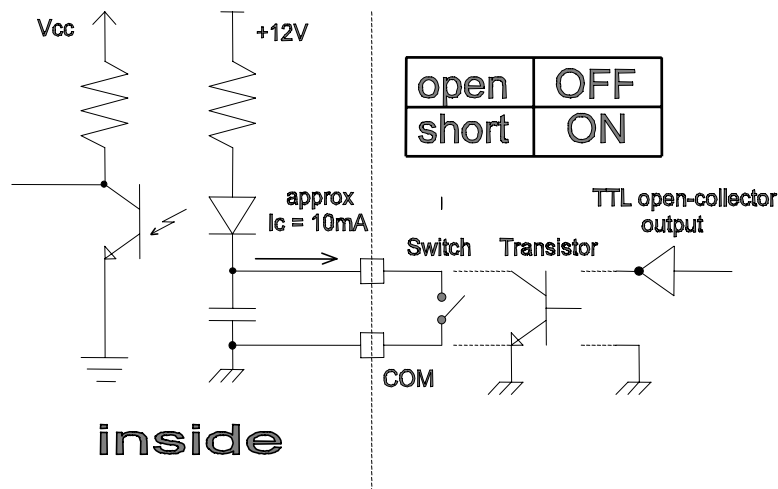 Vcc
+12V
open OFF
short ON
approx
Ic = 10mA
TTL open-collector
output
Switch Transistor
COM
inside